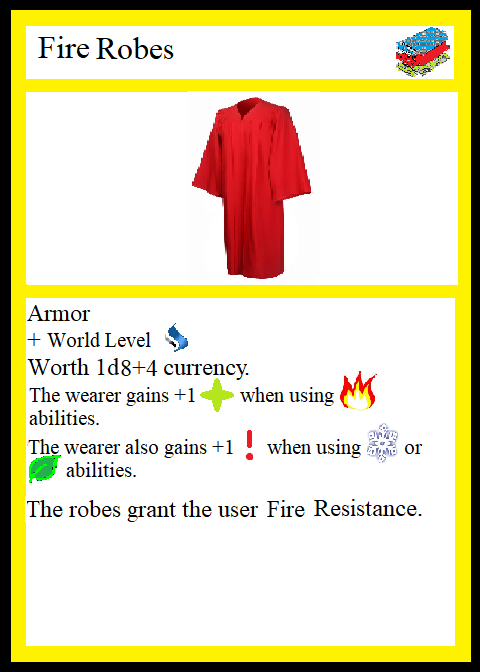 Fire Robes
Armor
+ World Level
Worth 1d8+4 currency.
The wearer gains +1 when using
abilities.
The wearer also gains +1 when using or
abilities.
The robes grant the user Fire Resistance.